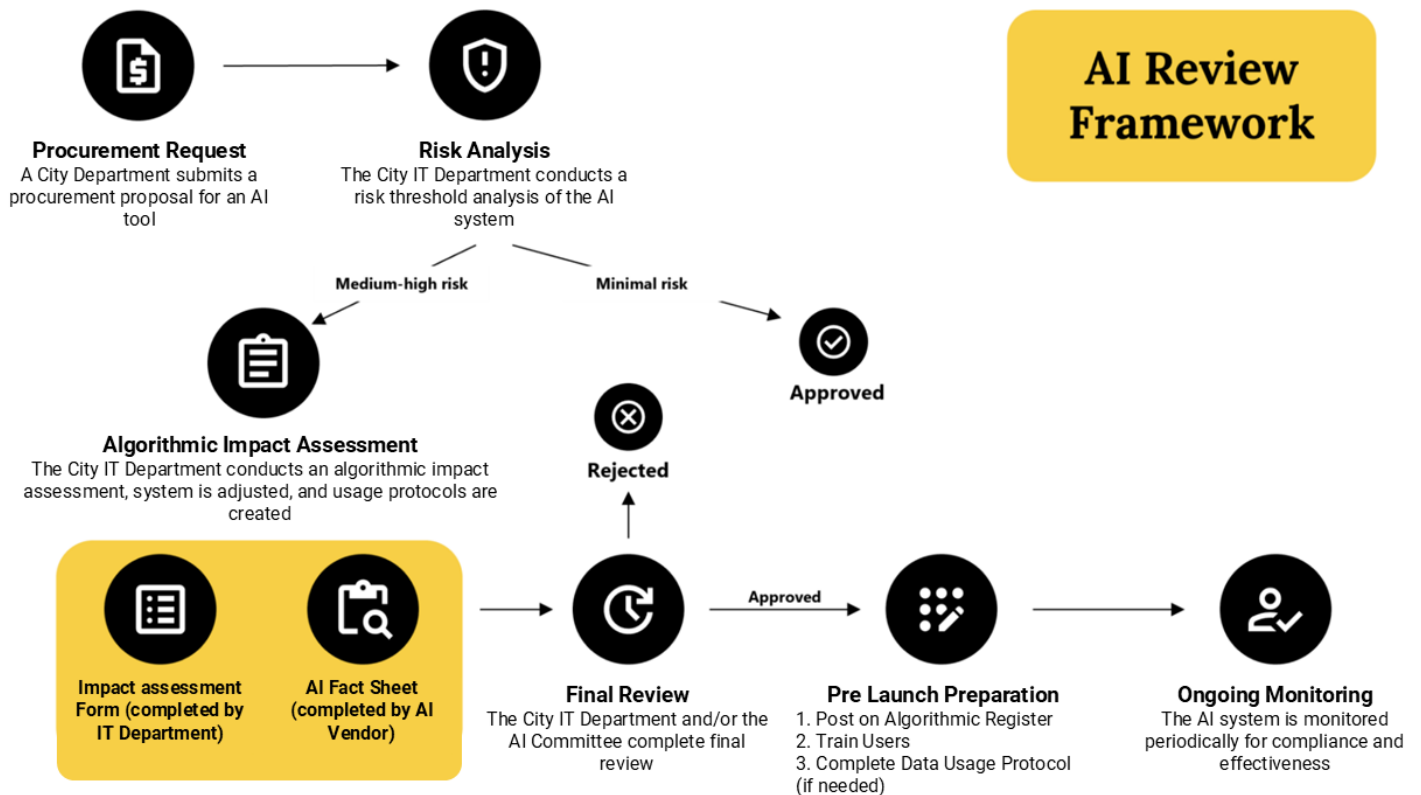 AI Review
Framework
Procurement Request
A City Department submits a
procurement proposal for an AI
tool
Risk Analysis
The City IT Department conducts a
risk threshold analysis of the AI
system
Medium-high risk
Minimal risk
Approved
Algorithmic Impact Assessment
The City IT Department conducts an algorithmic impact
assessment, system is adjusted, and usage protocols are
created
Rejected
Impact assessment
Form (completed by
IT Department)
AI Fact Sheet
(completed by AI
Vendor)
Final Review
The City IT Department and/or the
AI Committee complete final
review
Approved
Pre Launch Preparation
1. Post on Algorithmic Register
2. Train Users
3. Complete Data Usage Protocol
(if needed)
Ongoing Monitoring
The AI system is monitored
periodically for compliance and
effectiveness